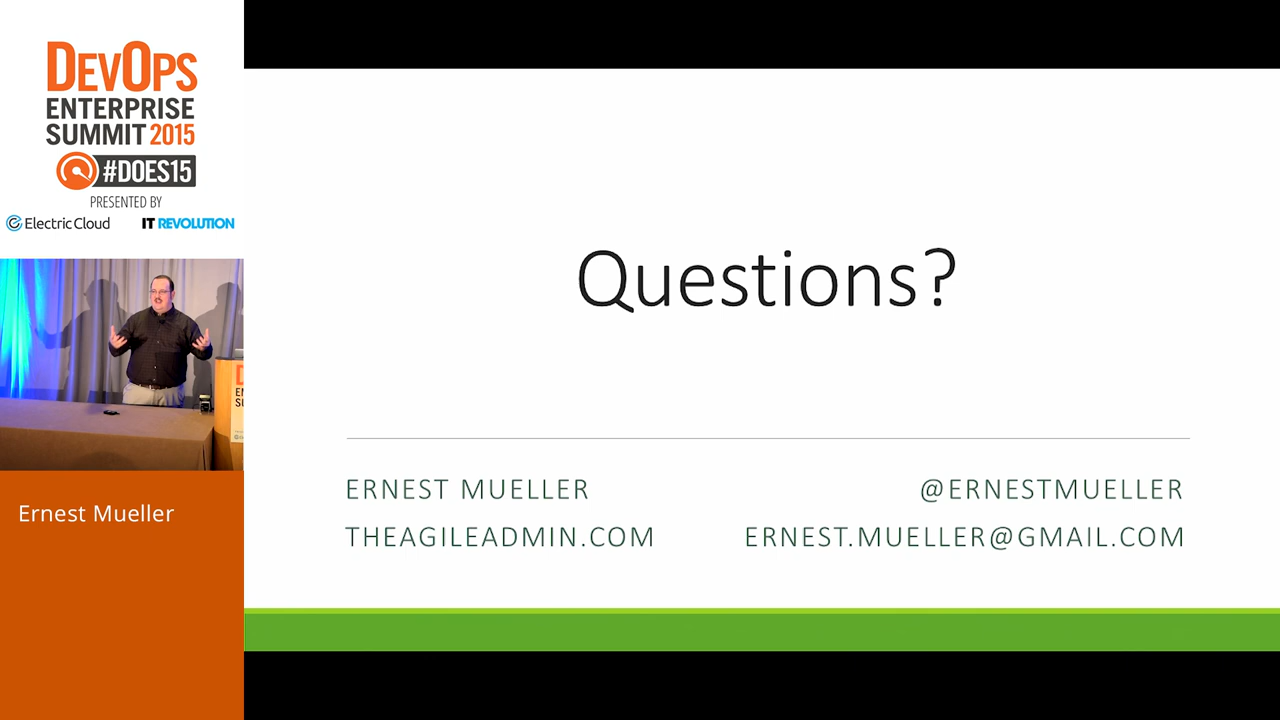 DEVOPS
ENTERPRISE
SUMMIT 2015
#DOES15
PRESENTED BY
Electric Cloud
IT REVOLUTION
Ernest Mueller
Questions?
ERNEST MUELLER
@ERNESTMUELLER
THEAGILEADMIN.COM
ERNEST.MUELLER@GMAIL.COM